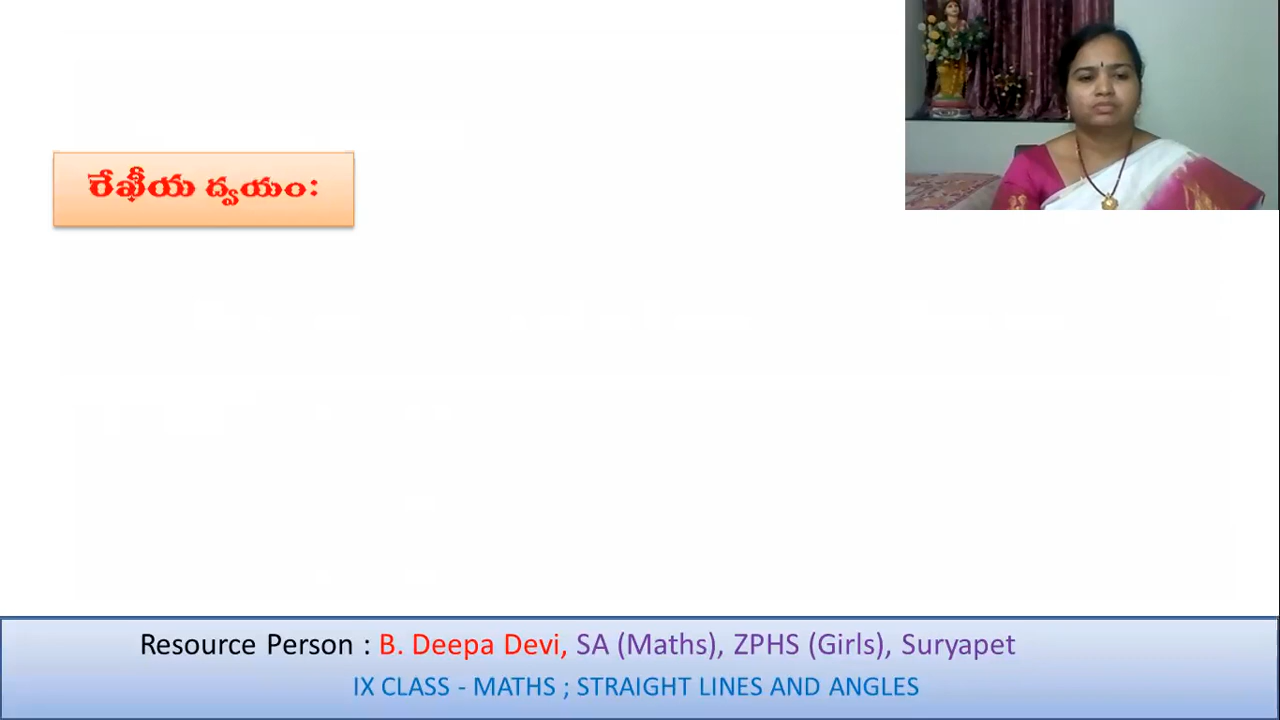 రేఖీయ ద్వయం:
Resource Person : B. Deepa Devi, SA (Maths), ZPHS (Girls), Suryapet
IX CLASS - MATHS ; STRAIGHT LINES AND ANGLES